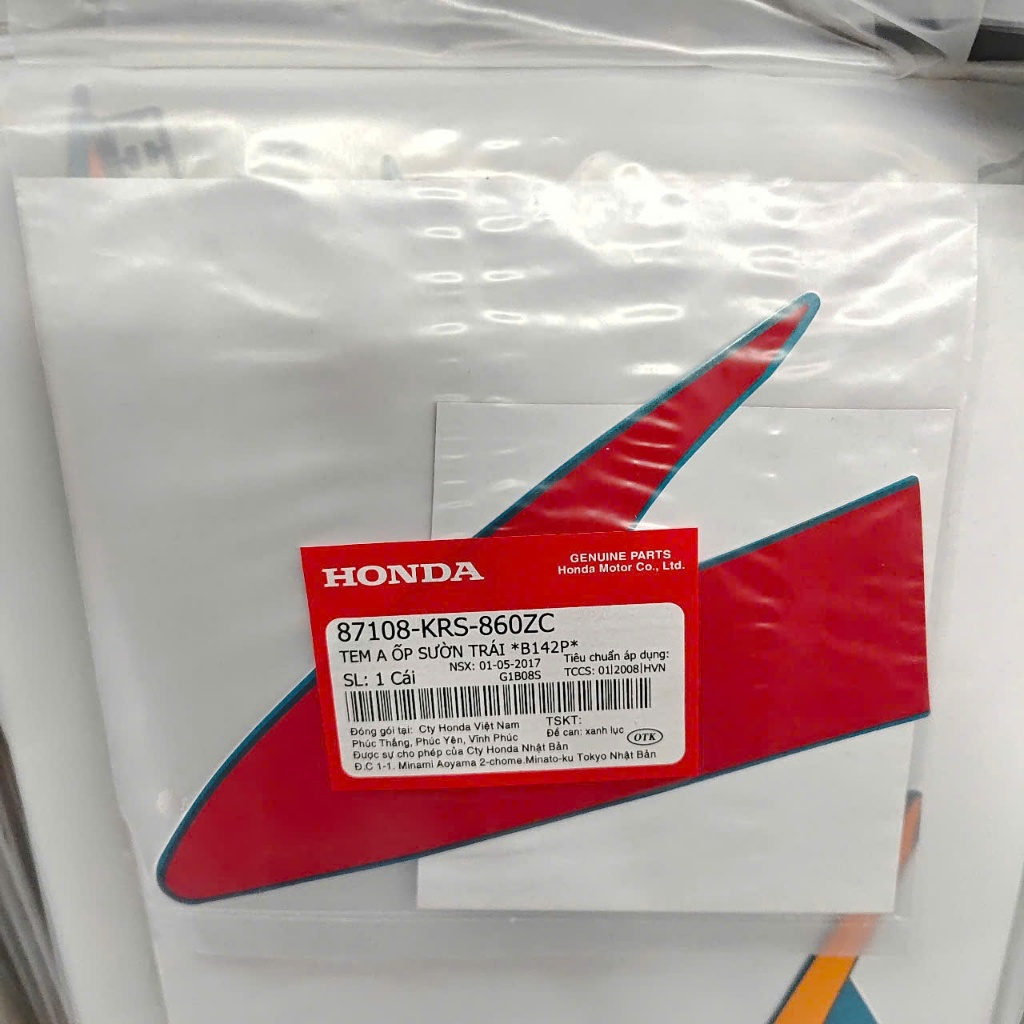 HONDA
GENUINE PARTS
Honda Motor Co., Ltd.
87108-KRS-860ZC
TEM A ỐP SƯỜN TRÁI *B142P*
NSX: 01-05-2017
Tiêu chuẩn áp dụng:
SL: 1 Cái
G1B08S
TCCS: 01|2008|HVN
Đóng gói tại: Cty Honda Việt Nam
TSKT:
Phúc Thắng, Phúc Yên, Vĩnh Phúc
Đề can: xanh lục
OTK
Được sự cho phép của Cty Honda Nhật Bản
Đ.C 1-1. Minami Aoyama 2-chome.Minato-ku Tokyo Nhật Bản